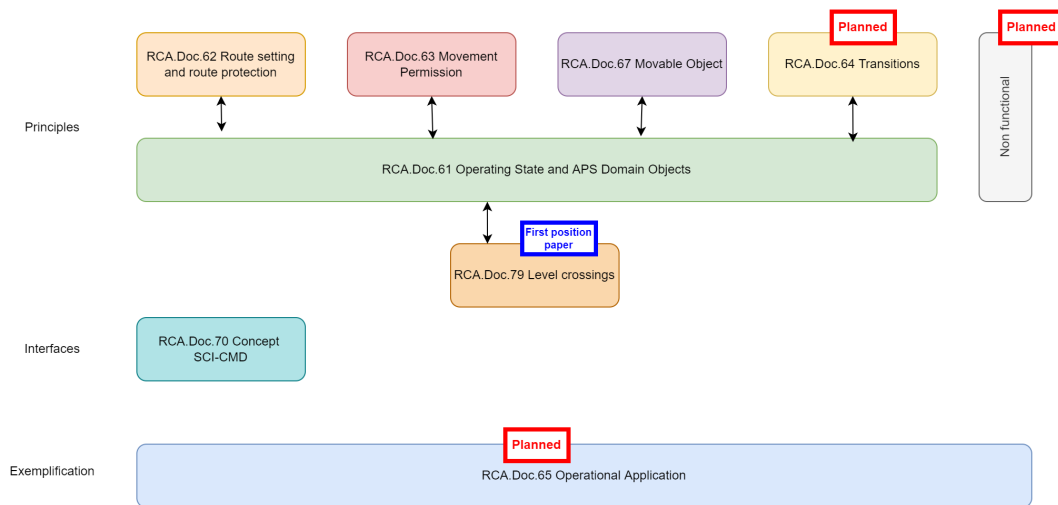 Planned
Planned
RCA.Doc.62 Route setting
and route protection
RCA.Doc.63 Movement
Permission
RCA.Doc.67 Movable Object
RCA.Doc.64 Transitions
Non functional
Principles
RCA.Doc.61 Operating State and APS Domain Objects
First position
paper
RCA.Doc.79 Level crossings
Interfaces
RCA.Doc.70 Concept
SCI-CMD
Planned
Exemplification
RCA.Doc.65 Operational Application